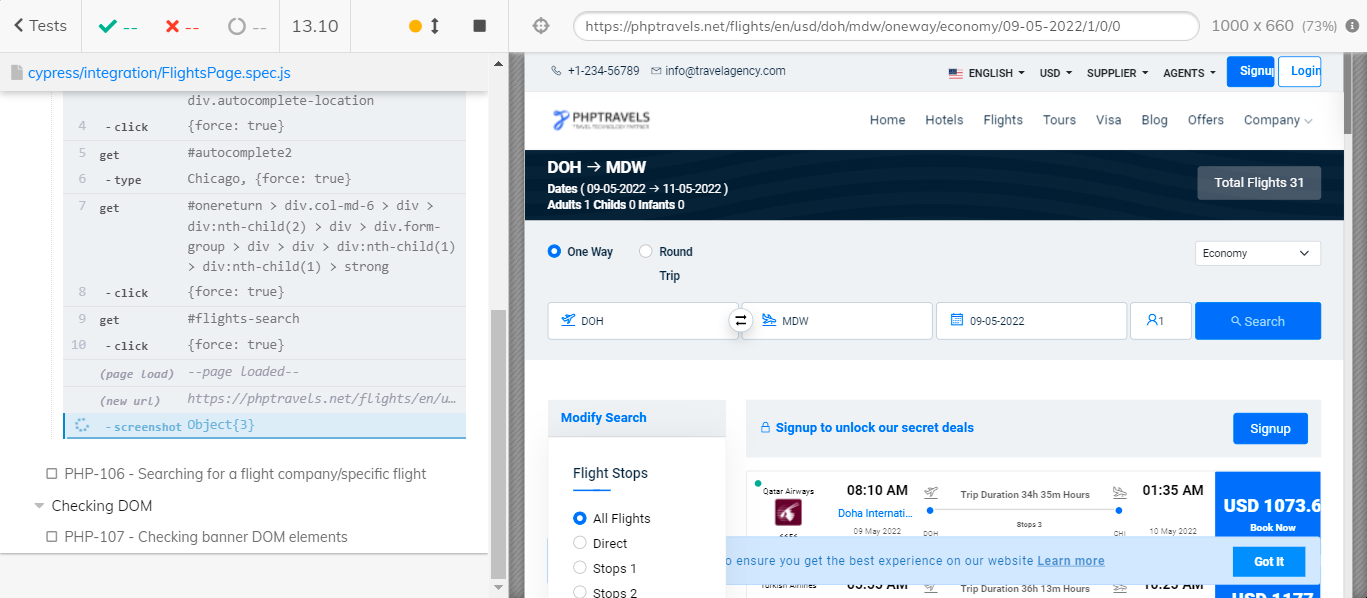 Tests
--
--
--
13.10
https://phptravels.net/flights/en/usd/doh/mdw/oneway/economy/09-05-2022/1/0/0
1000 x 660 (73%)
cypress/integration/FlightsPage.spec.js
div.autocomplete-location
4 - click {force: true}
5 get #autocomplete2
6 - type Chicago, {force: true}
7 get #onereturn > div.col-md-6 > div >
div:nth-child(2) > div > div.form-
group > div > div > div:nth-child(1)
> div:nth-child(1) > strong
8 - click {force: true}
9 get #flights-search
10 - click {force: true}
(page load) --page loaded--
(new url) https://phptravels.net/flights/en/u…
- screenshot Object{3}
PHP-106 - Searching for a flight company/specific flight
Checking DOM
PHP-107 - Checking banner DOM elements
+1-234-56789 info@travelagency.com
ENGLISH USD SUPPLIER AGENTS Signup Login
PHPTRAVELS
TRAVEL TECHNOLOGY PARTNER
Home Hotels Flights Tours Visa Blog Offers Company
DOH → MDW
Dates ( 09-05-2022 → 11-05-2022 )
Adults 1 Childs 0 Infants 0
Total Flights 31
One Way Round
Trip
Economy
DOH MDW 09-05-2022 1 Search
Modify Search
Signup to unlock our secret deals Signup
Flight Stops
All Flights
Direct
Stops 1
Stops 2
Qatar Airways
08:10 AM Trip Duration 34h 35m Hours 01:35 AM
USD 1073.6
Doha Internati...
Stops 3
Book Now
09 May 2022 DOH CHI 10 May 2022
o ensure you get the best experience on our website Learn more
Got It
Turkish Airlines
Trip Duration 36h 13m Hours
USD 1177